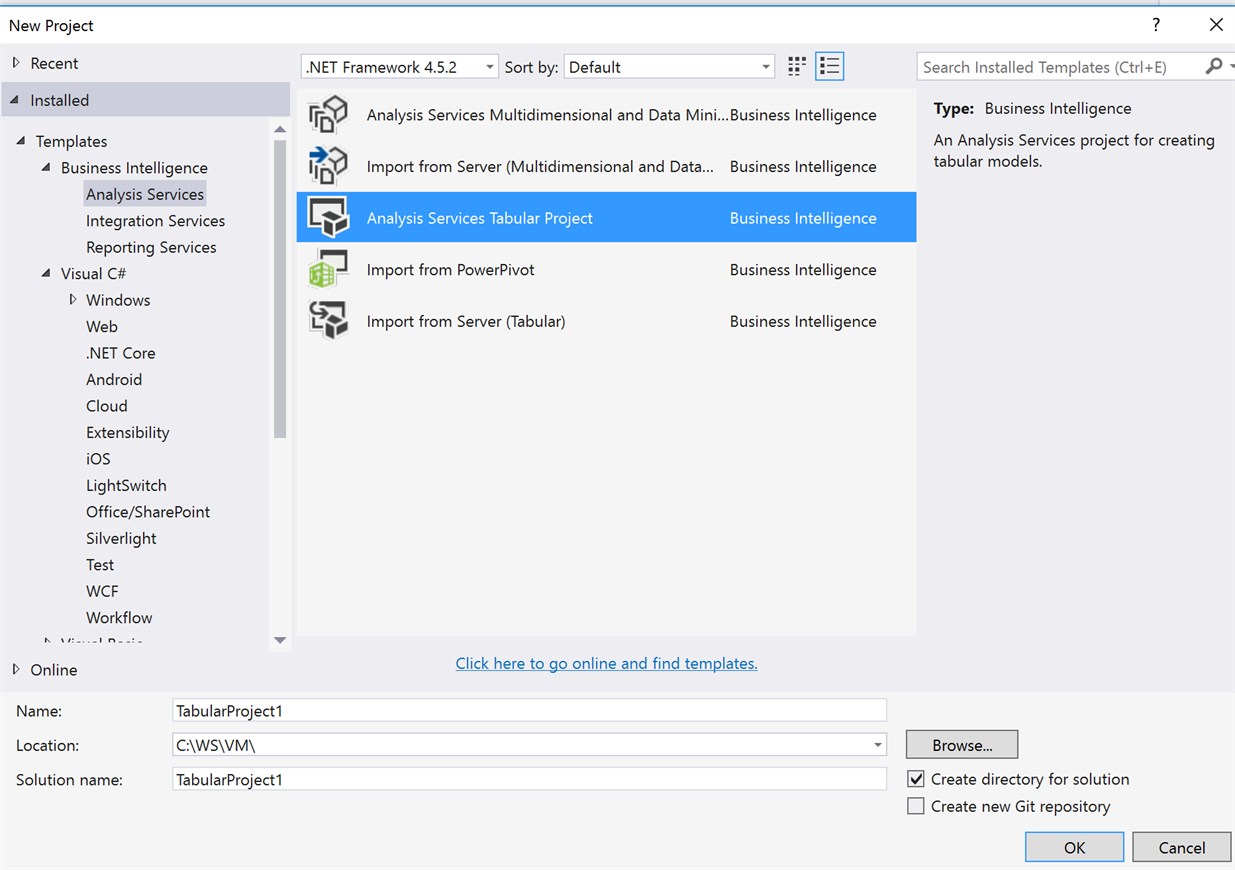 New Project
?
Recent
Installed
Templates
Business Intelligence
Analysis Services
Integration Services
Reporting Services
Visual C#
Windows
Web
.NET Core
Android
Cloud
Extensibility
iOS
LightSwitch
Office/SharePoint
Silverlight
Test
WCF
Workflow
Visual Basic
Online
.NET Framework 4.5.2 Sort by: Default
Analysis Services Multidimensional and Data Mini... Business Intelligence
Import from Server (Multidimensional and Data... Business Intelligence
Analysis Services Tabular Project Business Intelligence
Import from PowerPivot Business Intelligence
Import from Server (Tabular) Business Intelligence
Click here to go online and find templates.
Search Installed Templates (Ctrl+E)
Type: Business Intelligence
An Analysis Services project for creating
tabular models.
Name: TabularProject1
Location: C:\WS\VM\ Browse...
Solution name: TabularProject1
Create directory for solution
Create new Git repository
OK Cancel